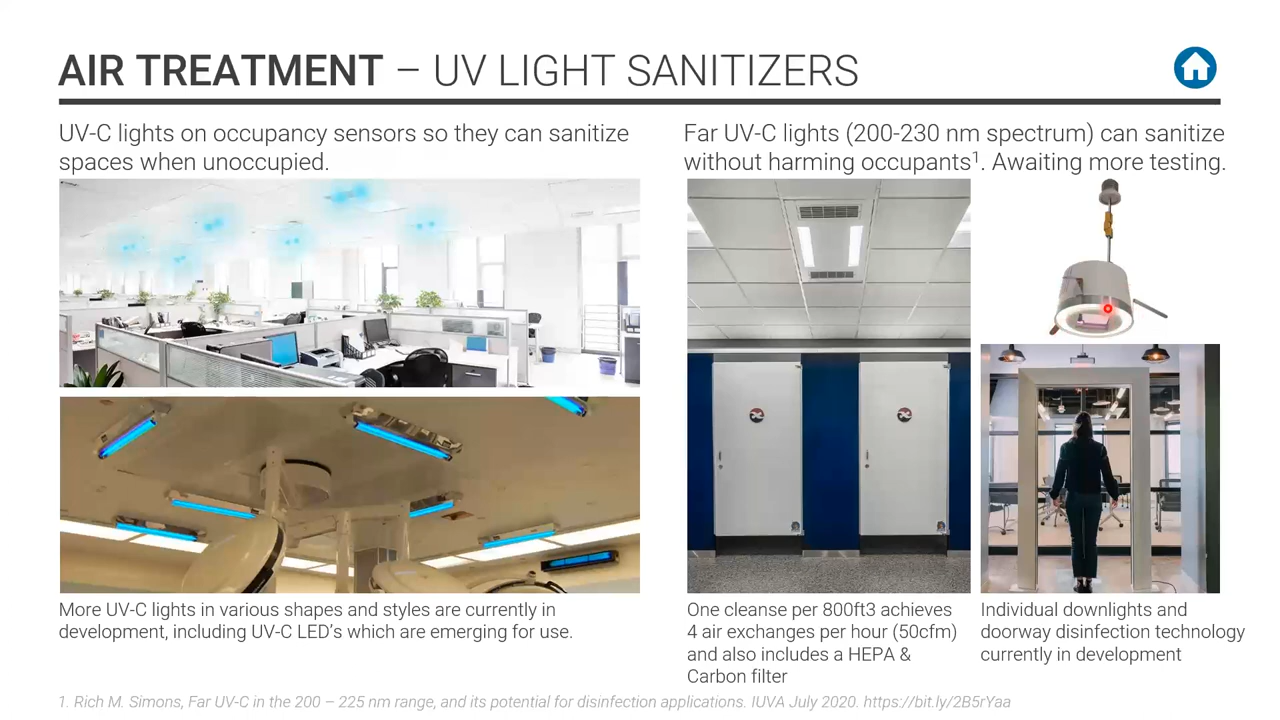 AIR TREATMENT – UV LIGHT SANITIZERS
UV-C lights on occupancy sensors so they can sanitize
spaces when unoccupied.
Far UV-C lights (200-230 nm spectrum) can sanitize
without harming occupants1. Awaiting more testing.
More UV-C lights in various shapes and styles are currently in
development, including UV-C LED's which are emerging for use.
One cleanse per 800ft3 achieves
4 air exchanges per hour (50cfm)
and also includes a HEPA &
Carbon filter
Individual downlights and
doorway disinfection technology
currently in development
1. Rich M. Simons, Far UV-C in the 200 – 225 nm range, and its potential for disinfection applications. IUVA July 2020. https://bit.ly/2B5rYaa